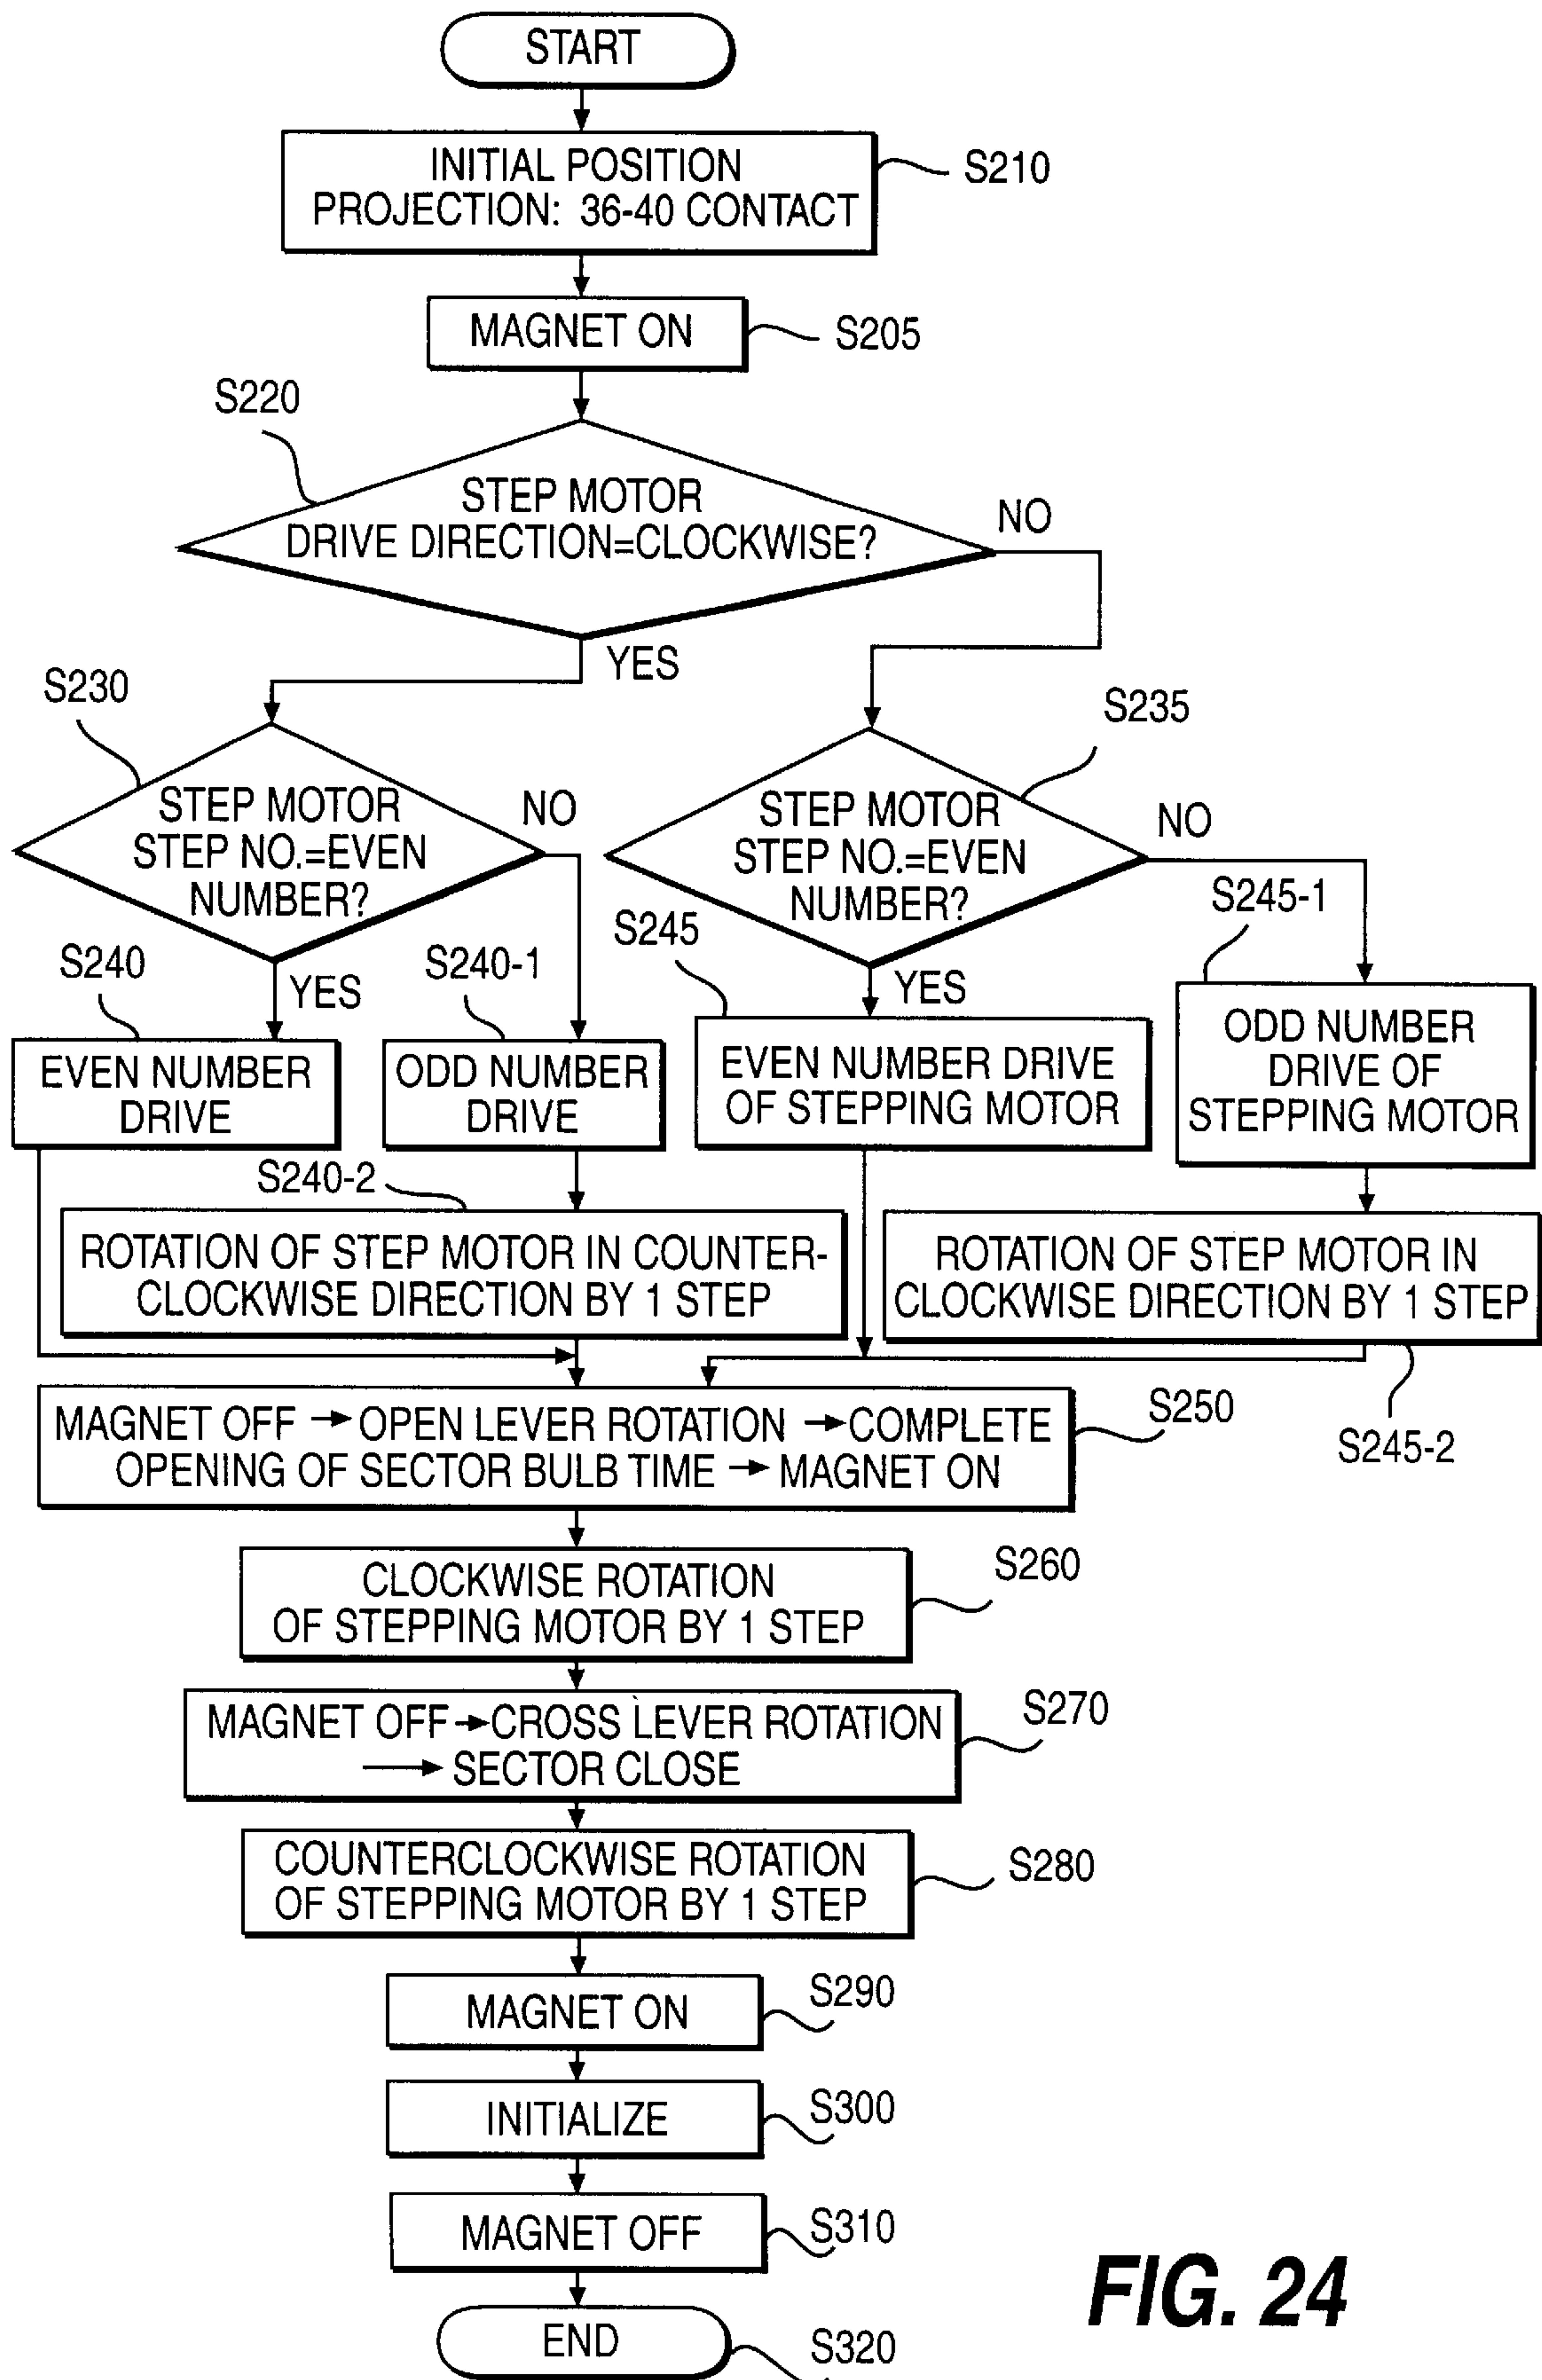 START
INITIAL POSITION
PROJECTION: 36-40 CONTACT
S210
MAGNET ON
S205
S220
STEP MOTOR
DRIVE DIRECTION=CLOCKWISE?
NO
YES
S230
STEP MOTOR
STEP NO.=EVEN
NUMBER?
NO
YES
S235
STEP MOTOR
STEP NO.=EVEN
NUMBER?
NO
YES
S240
EVEN NUMBER
DRIVE
S240-1
ODD NUMBER
DRIVE
S245
EVEN NUMBER DRIVE
OF STEPPING MOTOR
S245-1
ODD NUMBER
DRIVE OF
STEPPING MOTOR
S240-2
ROTATION OF STEP MOTOR IN COUNTER-
CLOCKWISE DIRECTION BY 1 STEP
ROTATION OF STEP MOTOR IN
CLOCKWISE DIRECTION BY 1 STEP
S245-2
MAGNET OFF → OPEN LEVER ROTATION → COMPLETE
OPENING OF SECTOR BULB TIME → MAGNET ON
S250
CLOCKWISE ROTATION
OF STEPPING MOTOR BY 1 STEP
S260
MAGNET OFF → CROSS LEVER ROTATION
→ SECTOR CLOSE
S270
COUNTERCLOCKWISE ROTATION
OF STEPPING MOTOR BY 1 STEP
S280
MAGNET ON
S290
INITIALIZE
S300
MAGNET OFF
S310
END
S320
FIG. 24